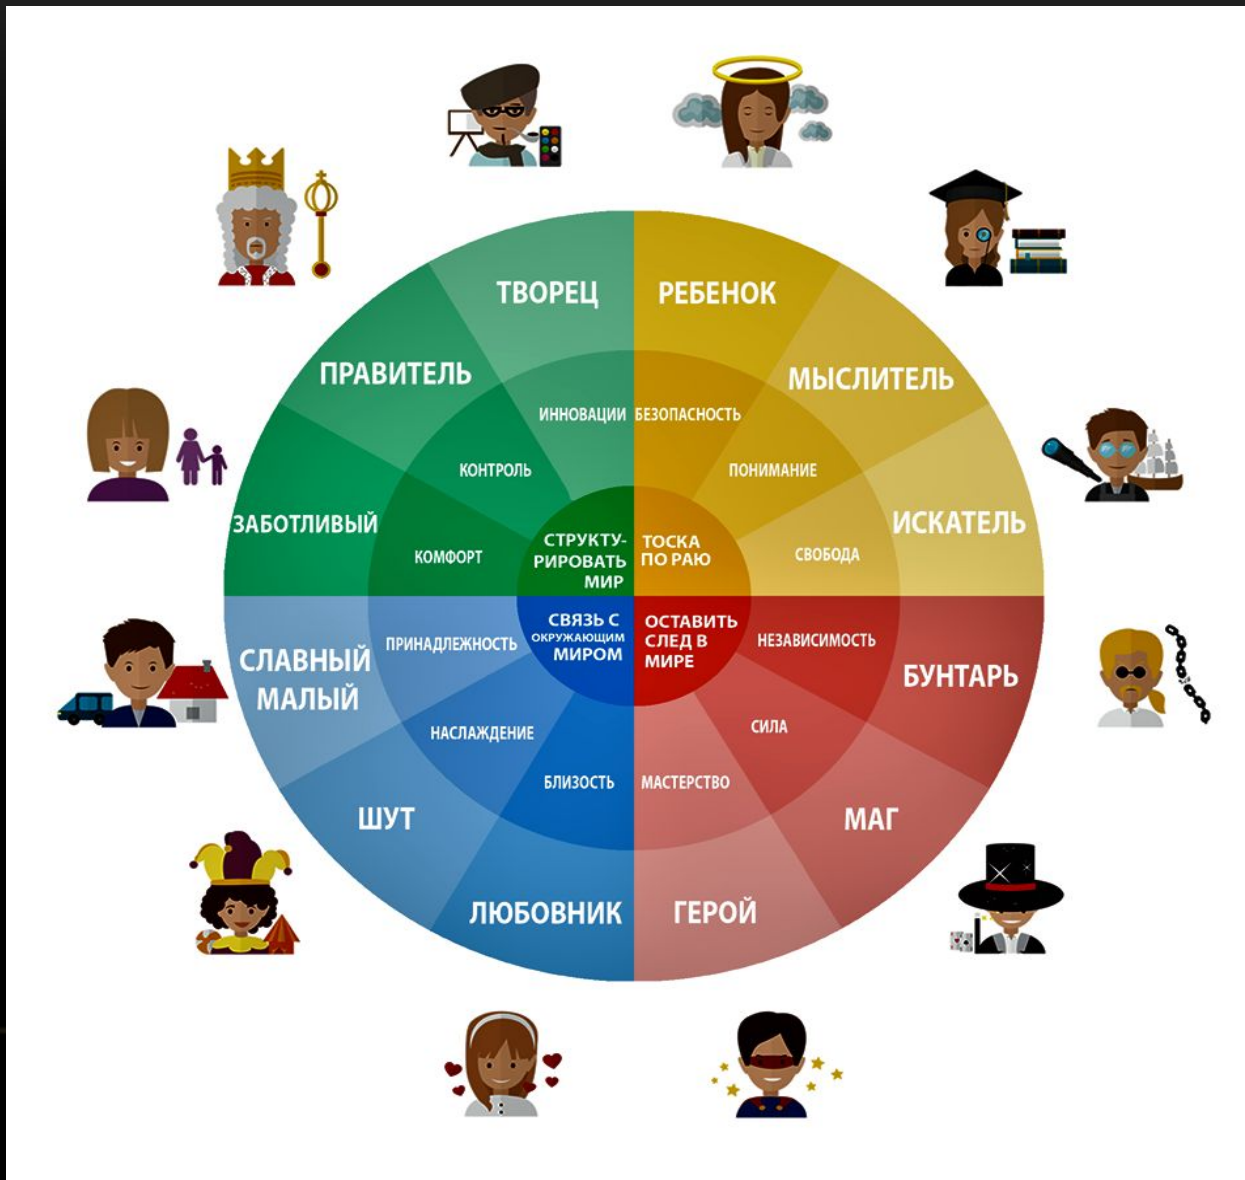 ТВОРЕЦ
РЕБЕНОК
ПРАВИТЕЛЬ
МЫСЛИТЕЛЬ
ИННОВАЦИИ
БЕЗОПАСНОСТЬ
КОНТРОЛЬ
ПОНИМАНИЕ
ЗАБОТЛИВЫЙ
ИСКАТЕЛЬ
КОМФОРТ
СТРУКТУ-
РИРОВАТЬ
МИР
ТОСКА
ПО РАЮ
СВОБОДА
СЛАВНЫЙ
МАЛЫЙ
ПРИНАДЛЕЖНОСТЬ
СВЯЗЬ С
ОКРУЖАЮЩИМ
МИРОМ
ОСТАВИТЬ
СЛЕД В
МИРЕ
НЕЗАВИСИМОСТЬ
БУНТАРЬ
НАСЛАЖДЕНИЕ
СИЛА
БЛИЗОСТЬ
МАСТЕРСТВО
ШУТ
МАГ
ЛЮБОВНИК
ГЕРОЙ